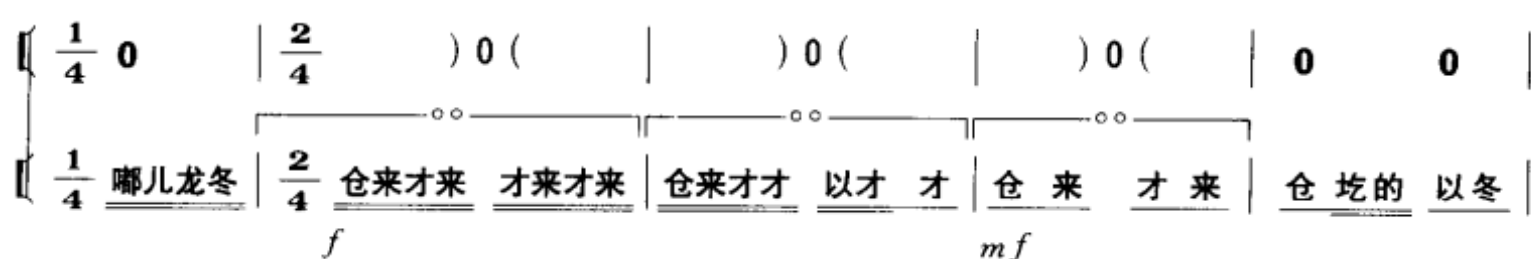 1/4 0 | 2/4 ) 0 ( | ) 0 ( | ) 0 ( | 0 0 |
1/4 嘟儿龙冬 | 2/4 仓来才来 才来才来 | 仓来才才 以才 才 | 仓 来 才 来 | 仓 圪的 以冬 |
f mf